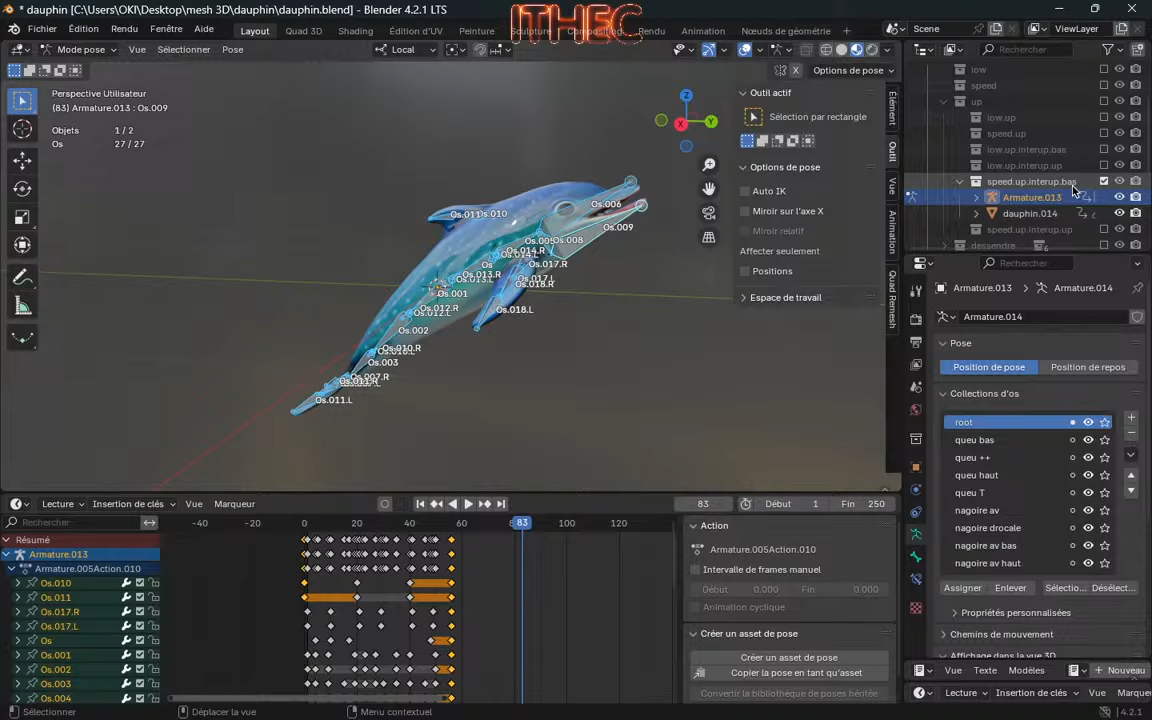 * dauphin [C:\Users\OKI\Desktop\mesh 3D\dauphin\dauphin.blend] - Blender 4.2.1 LTS
ITHEC
Fichier Édition Rendu Fenêtre Aide Layout Quad 3D Shading Édition d'UV Peinture Animation Nœuds de géométrie Scene ViewLayer
Mode pose Vue Sélectionner Pose Local Rechercher
X Options de pose
Perspective Utilisateur
(83) Armature.013 : Os.009
Objets 1 / 2
Os 27 / 27
Z
Y
X
Os.006
Os.011
Os.010
Os.009
Os.008
Os.014.R
Os.017.R
Os
Os.013.R
Os.018.R
Os.001
Os.012.R
Os.018.L
Os.002
Os.010.R
Os.003
Os.007.R
Os.011.L
Outil actif
Sélection par rectangle
Options de pose
Auto IK
Miroir sur l'axe X
Miroir relatif
Affecter seulement
Positions
Espace de travail
Élément
Outil
Vue
Animation
Quad Remesh
low
speed
up
low.up
speed.up
low.up.interup.bas
low.up.interup.up
speed.up.interup.bas
Armature.013
dauphin.014
speed.up.interup.up
dessendre
Rechercher
Armature.013 Armature.014
Armature.014
Pose
Position de pose Position de repos
Collections d'os
root
queu bas
queu ++
queu haut
queu T
nagoire av
nagoire drocale
nagoire av bas
nagoire av haut
Assigner Enlever Sélectio... Désélect...
Propriétés personnalisées
Chemins de mouvement
Affichage dans la vue 3D
Vue Texte Modèles + Nouveau
Lecture Insertion de clés Vue Marque
Lecture Insertion de clés Vue Marqueur 83 Début 1 Fin 250
Rechercher -40 -20 0 20 40 60 83 100 120
Résumé
Armature.013
Armature.005Action.010
Os.010
Os.011
Os.017.R
Os.017.L
Os
Os.001
Os.002
Os.003
Os.004
Action
Armature.005Action.010
Intervalle de frames manuel
Début 0.000 Fin 0.000
Animation cyclique
Créer un asset de pose
Créer un asset de pose
Copier la pose en tant qu'asset
Convertir la bibliothèque de poses héritée
Sélectionner Déplacer la vue Menu contextuel 4.2.1